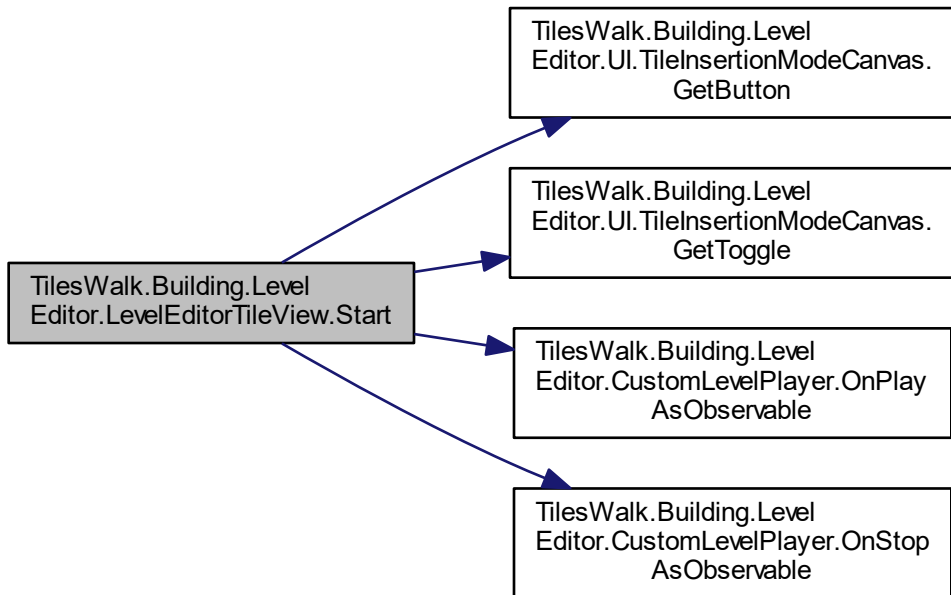 TilesWalk.Building.Level
Editor.UI.TileInsertionModeCanvas.
GetButton
TilesWalk.Building.Level
Editor.UI.TileInsertionModeCanvas.
GetToggle
TilesWalk.Building.Level
Editor.LevelEditorTileView.Start
TilesWalk.Building.Level
Editor.CustomLevelPlayer.OnPlay
AsObservable
TilesWalk.Building.Level
Editor.CustomLevelPlayer.OnStop
AsObservable